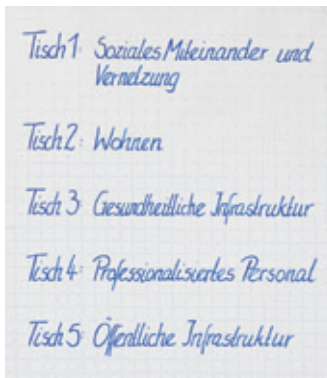 Tisch 1: Soziales Miteinander und
Vernetzung
Tisch 2: Wohnen
Tisch 3: Gesundheitliche Infrastruktur
Tisch 4: Professionalisiertes Personal
Tisch 5: Öffentliche Infrastruktur